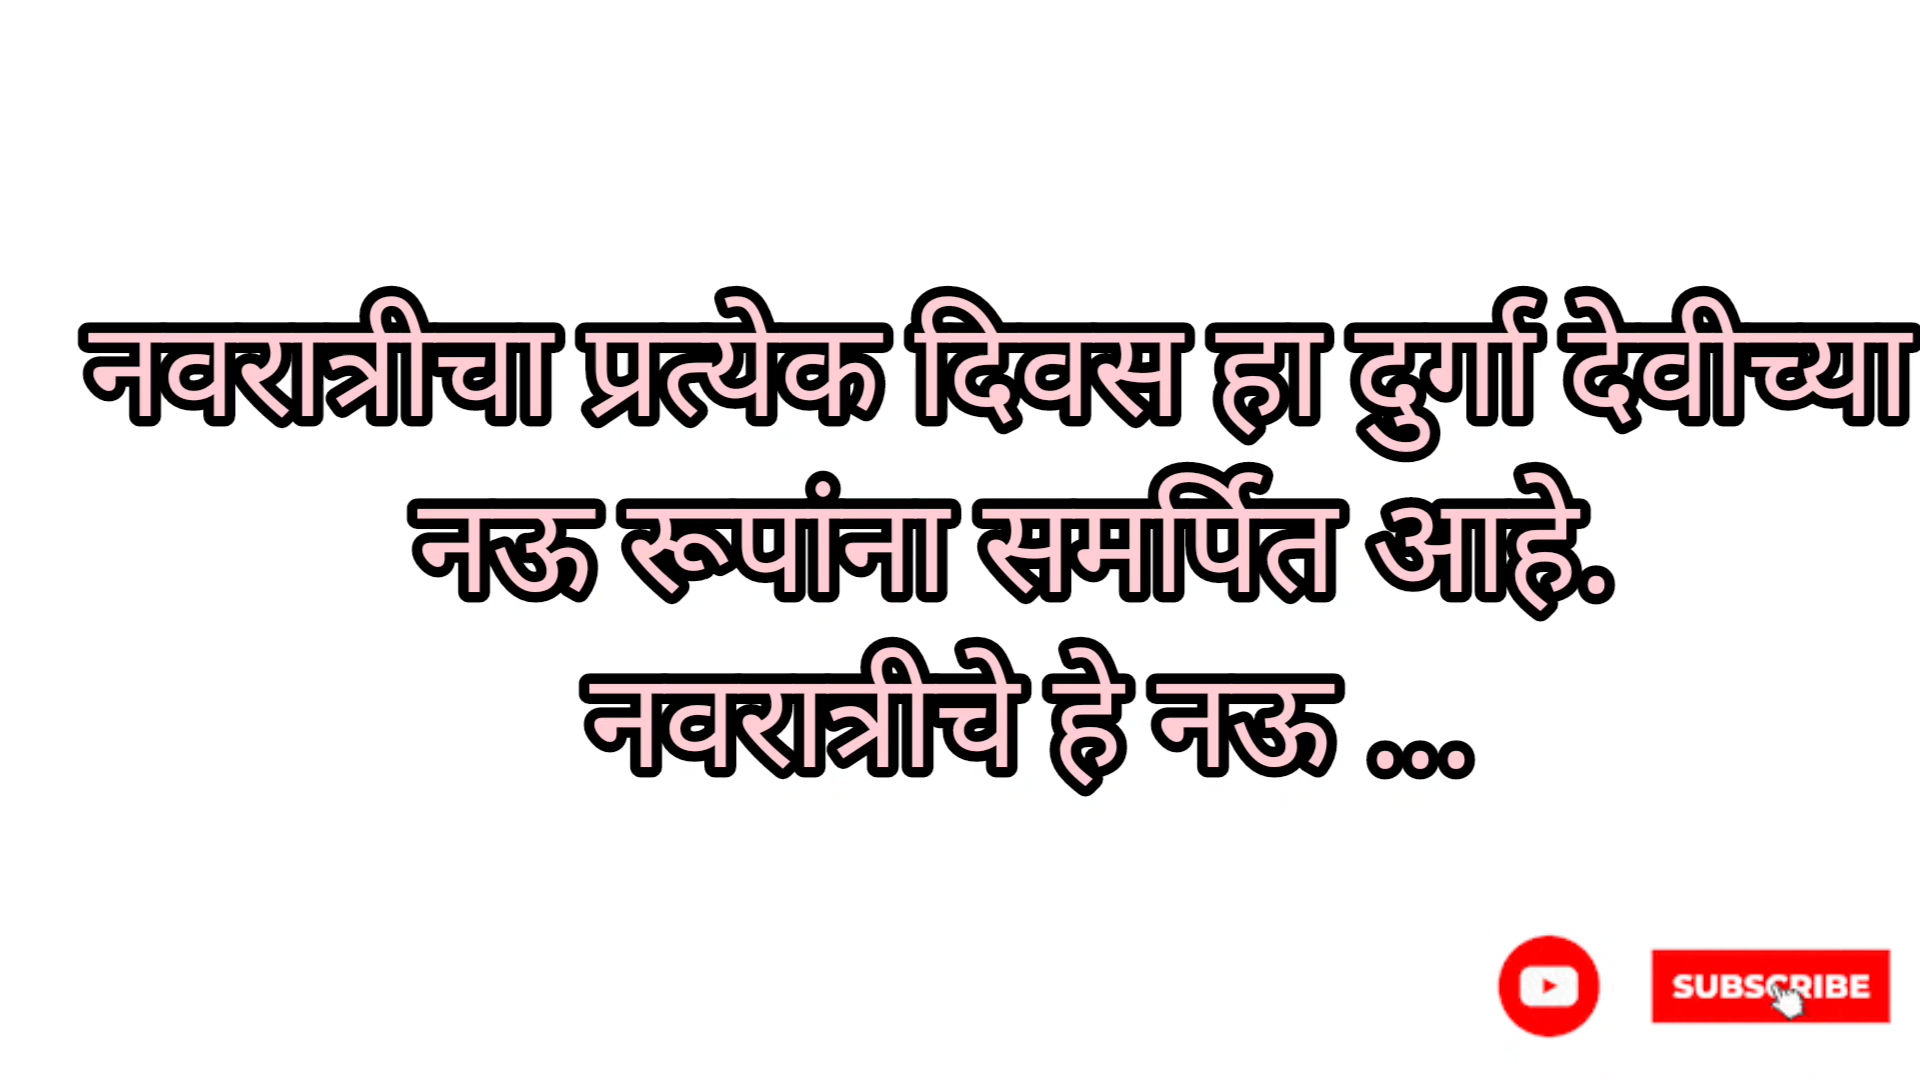 नवरात्रीचा प्रत्येक दिवस हा दुर्गा देवीच्या
नऊ रूपांना समर्पित आहे.
नवरात्रीचे हे नऊ ...
SUBSCRIBE